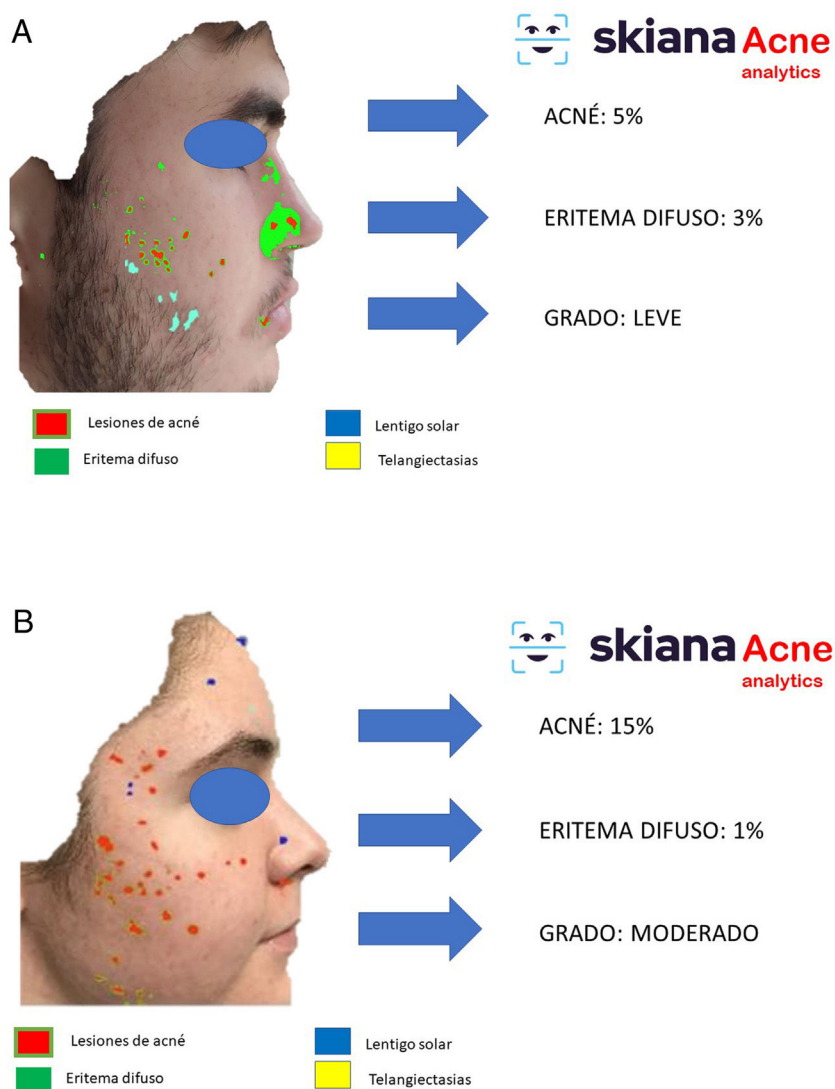 A
skiana Acne
analytics
ACNÉ: 5%
ERITEMA DIFUSO: 3%
GRADO: LEVE
Lesiones de acné
Lentigo solar
Eritema difuso
Telangiectasias
B
skiana Acne
analytics
ACNÉ: 15%
ERITEMA DIFUSO: 1%
GRADO: MODERADO
Lesiones de acné
Lentigo solar
Eritema difuso
Telangiectasias